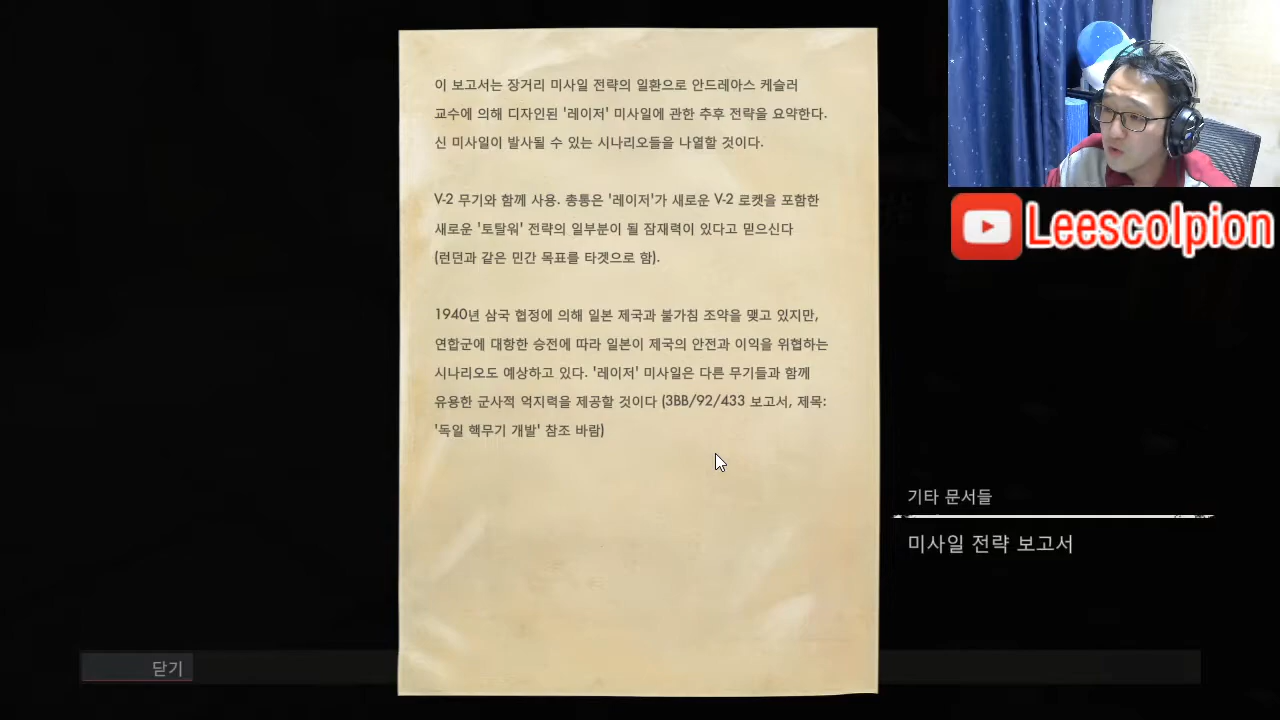 이 보고서는 장거리 미사일 전략의 일환으로 안드레아스 케슬러
교수에 의해 디자인된 '레이저' 미사일에 관한 추후 전략을 요약한다.
신 미사일이 발사될 수 있는 시나리오들을 나열할 것이다.
V-2 무기와 함께 사용. 총통은 '레이저'가 새로운 V-2 로켓을 포함한
새로운 '토탈워' 전략의 일부분이 될 잠재력이 있다고 믿으신다
(런던과 같은 민간 목표를 타겟으로 함).
1940년 삼국 협정에 의해 일본 제국과 불가침 조약을 맺고 있지만,
연합군에 대항한 승전에 따라 일본이 제국의 안전과 이익을 위협하는
시나리오도 예상하고 있다. '레이저' 미사일은 다른 무기들과 함께
유용한 군사적 억지력을 제공할 것이다 (3BB/92/433 보고서, 제목:
'독일 핵무기 개발' 참조 바람)
Leescolpion
기타 문서들
미사일 전략 보고서
닫기